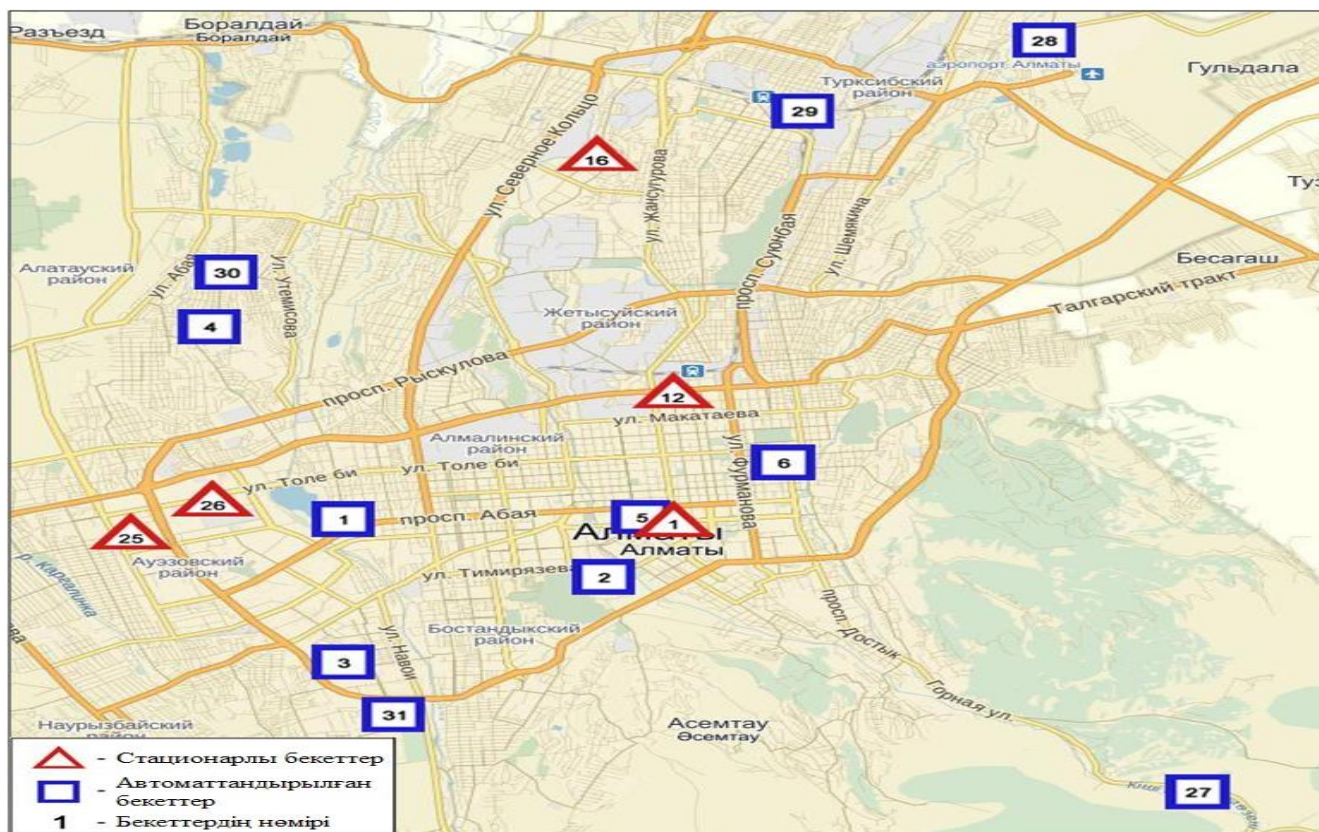 Разъезд
Боралдай
Боралдай
28
аэропорт Алматы
Гульдала
Турксибский
район
29
ул. Северное Кольцо
16
ул. Жансугурова
просп. Суюнбая
ул. Шемякина
Бесагаш
Талгарский тракт
Алатауский
район
ул. Абая
30
ул. Утемисова
4
Жетысуйский
район
просп. Рыскулова
12
ул. Макатаева
Алмалинский
район
ул. Толе би
ул. Толе би
ул. Фурманова
6
26
25
1
просп. Абая
5
1
Алматы
Алматы
Ауэзовский
район
р. Каргалинка
ул. Тимирязева
2
Бостандыкский
район
ул. Навои
3
31
просп. Достык
Горная ул.
Наурызбайский
район
Асемтау
Әсемтау
27
- Стационарлы бекеттер
- Автоматтандырылған
бекеттер
1 - Бекеттердің нөмірі